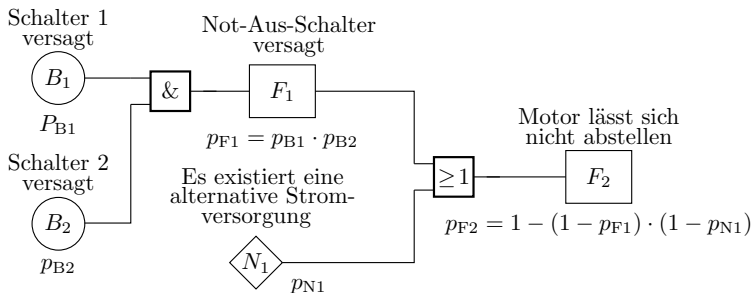 Schalter 1
versagt
B1
PB1
&
Not-Aus-Schalter
versagt
F1
pF1 = pB1 · pB2
Schalter 2
versagt
B2
pB2
Es existiert eine
alternative Strom-
versorgung
N1
pN1
≥1
Motor lässt sich
nicht abstellen
F2
pF2 = 1 − (1 − pF1) · (1 − pN1)